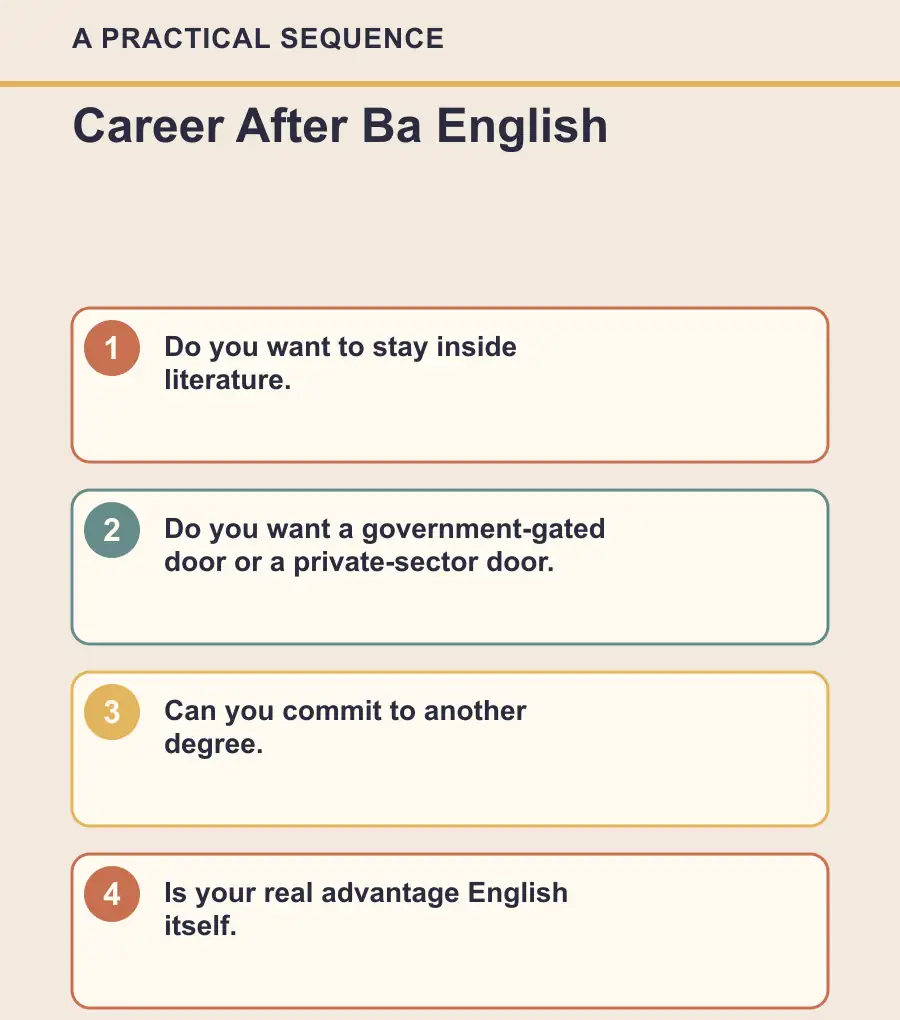 A PRACTICAL SEQUENCE
Career After Ba English
1
Do you want to stay inside
literature.
2
Do you want a government-gated
door or a private-sector door.
3
Can you commit to another
degree.
4
Is your real advantage English
itself.